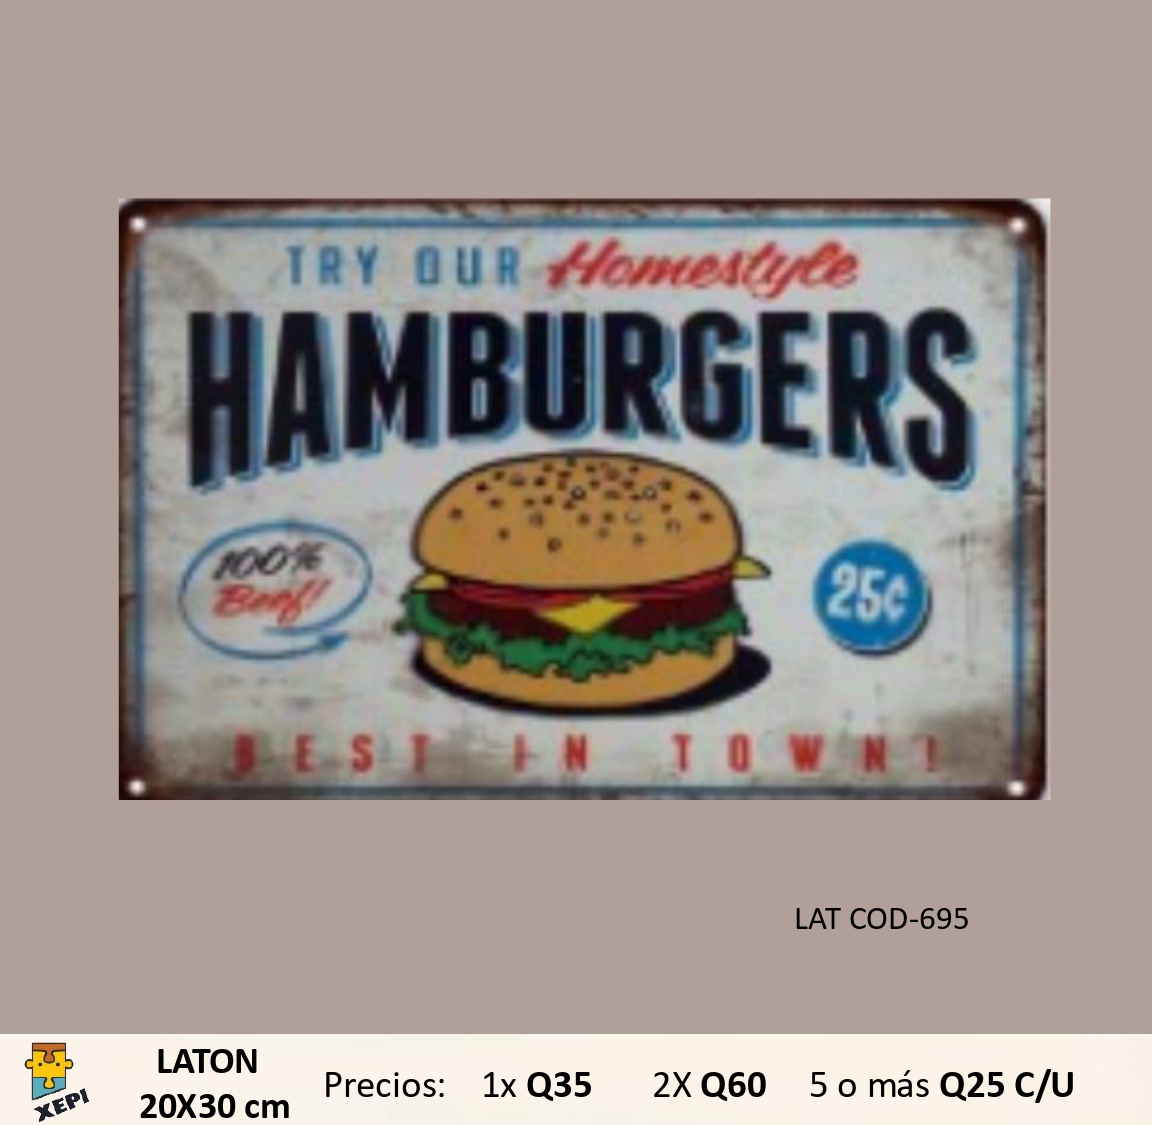 TRY OUR Homestyle
HAMBURGERS
100%
Beef!
25¢
BEST IN TOWN!
LAT COD-695
XEPI
LATON
20X30 cm
Precios: 1x Q35 2X Q60 5 o más Q25 C/U